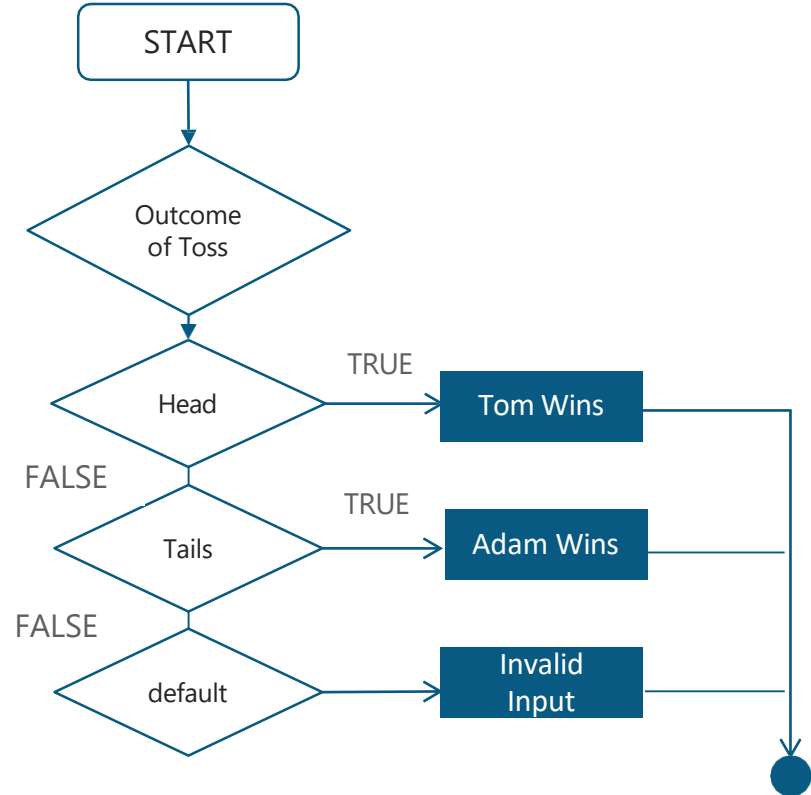 START
Outcome
of Toss
TRUE
Head
Tom Wins
FALSE
TRUE
Tails
Adam Wins
FALSE
default
Invalid
Input